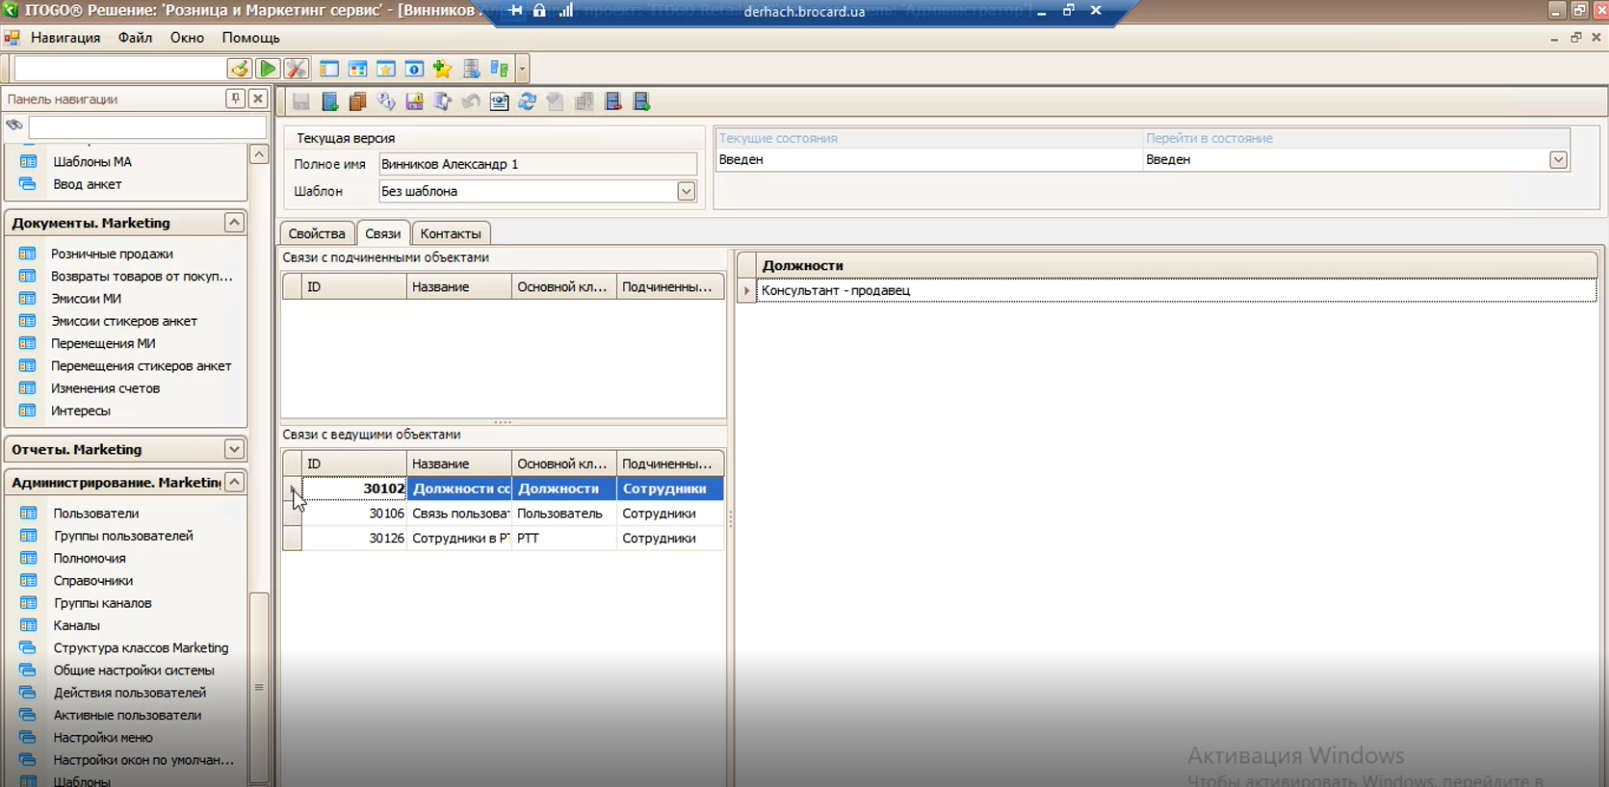 ITOGO® Решение: 'Розница и Маркетинг сервис' - [Винников
derhach.brocard.ua
Навигация Файл Окно Помощь
Панель навигации
Шаблоны МА
Ввод анкет
Документы. Marketing
Розничные продажи
Возвраты товаров от покуп...
Эмиссии МИ
Эмиссии стикеров анкет
Перемещения МИ
Перемещения стикеров анкет
Изменения счетов
Интересы
Отчеты. Marketing
Администрирование. Marketing
Пользователи
Группы пользователей
Полномочия
Справочники
Группы каналов
Каналы
Структура классов Marketing
Общие настройки системы
Действия пользователей
Активные пользователи
Настройки меню
Настройки окон по умолчан...
Шаблоны
Текущая версия
Полное имя Винников Александр 1
Шаблон Без шаблона
Текущие состояния Перейти в состояние
Введен Введен
Свойства Связи Контакты
Связи с подчиненными объектами
ID Название Основной кл... Подчиненны...
Связи с ведущими объектами
ID Название Основной кл... Подчиненны...
30102 Должности сс Должности Сотрудники
30106 Связь пользоват Пользователь Сотрудники
30126 Сотрудники в РТ РТТ Сотрудники
Должности
Консультант - продавец
Активация Windows
Чтобы активировать Windows, перейдите в